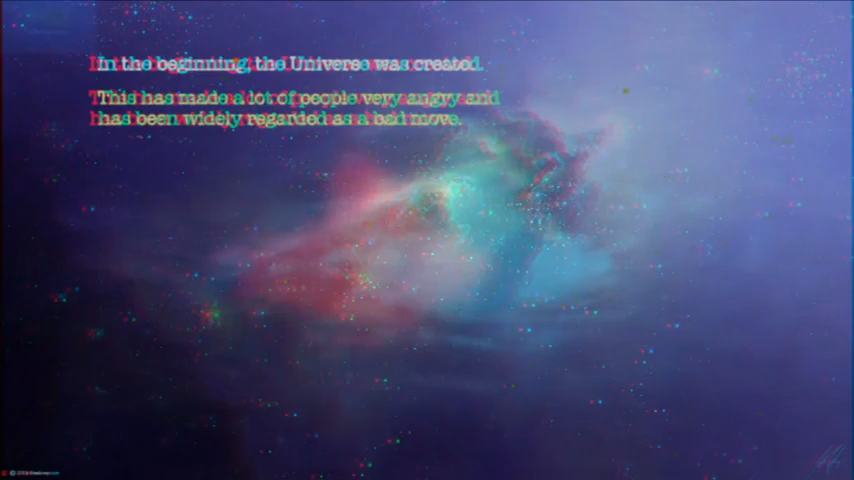 In the beginning, the Universe was created.
This has made a lot of people very angry and
has been widely regarded as a bad move.